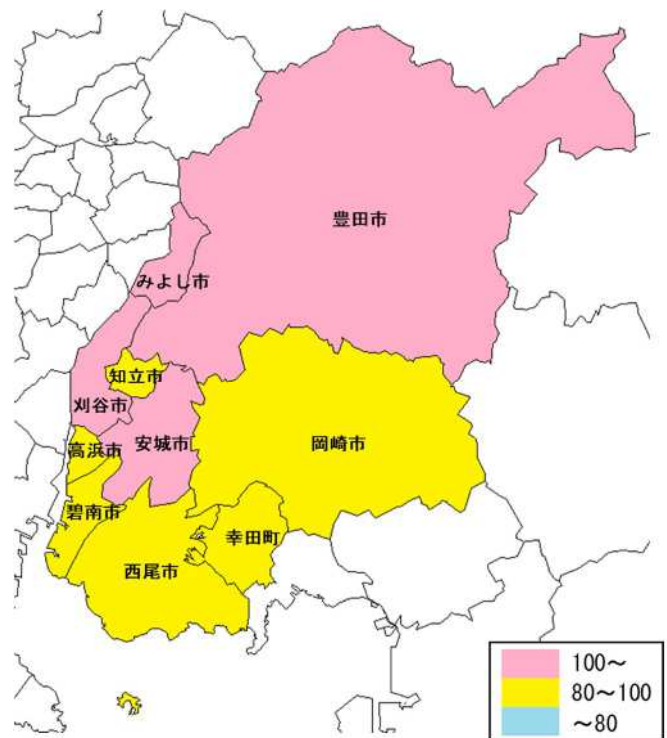 豊田市
みよし市
知立市
刈谷市
高浜市
安城市
岡崎市
碧南市
幸田町
西尾市
100～
80～100
～80